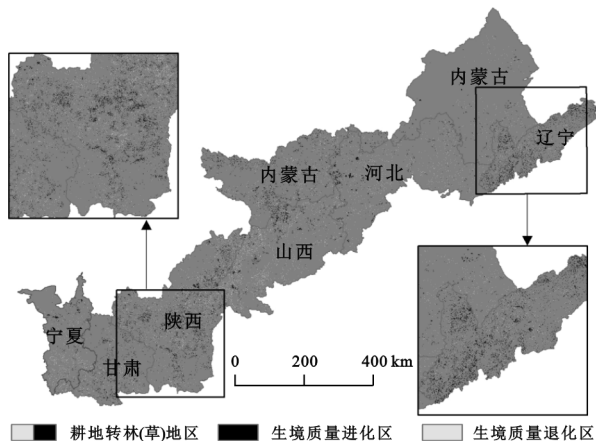 内蒙古
辽宁
内蒙古
河北
山西
宁夏
陕西
甘肃
0 200 400 km
耕地转林(草)地区 生境质量进化区 生境质量退化区